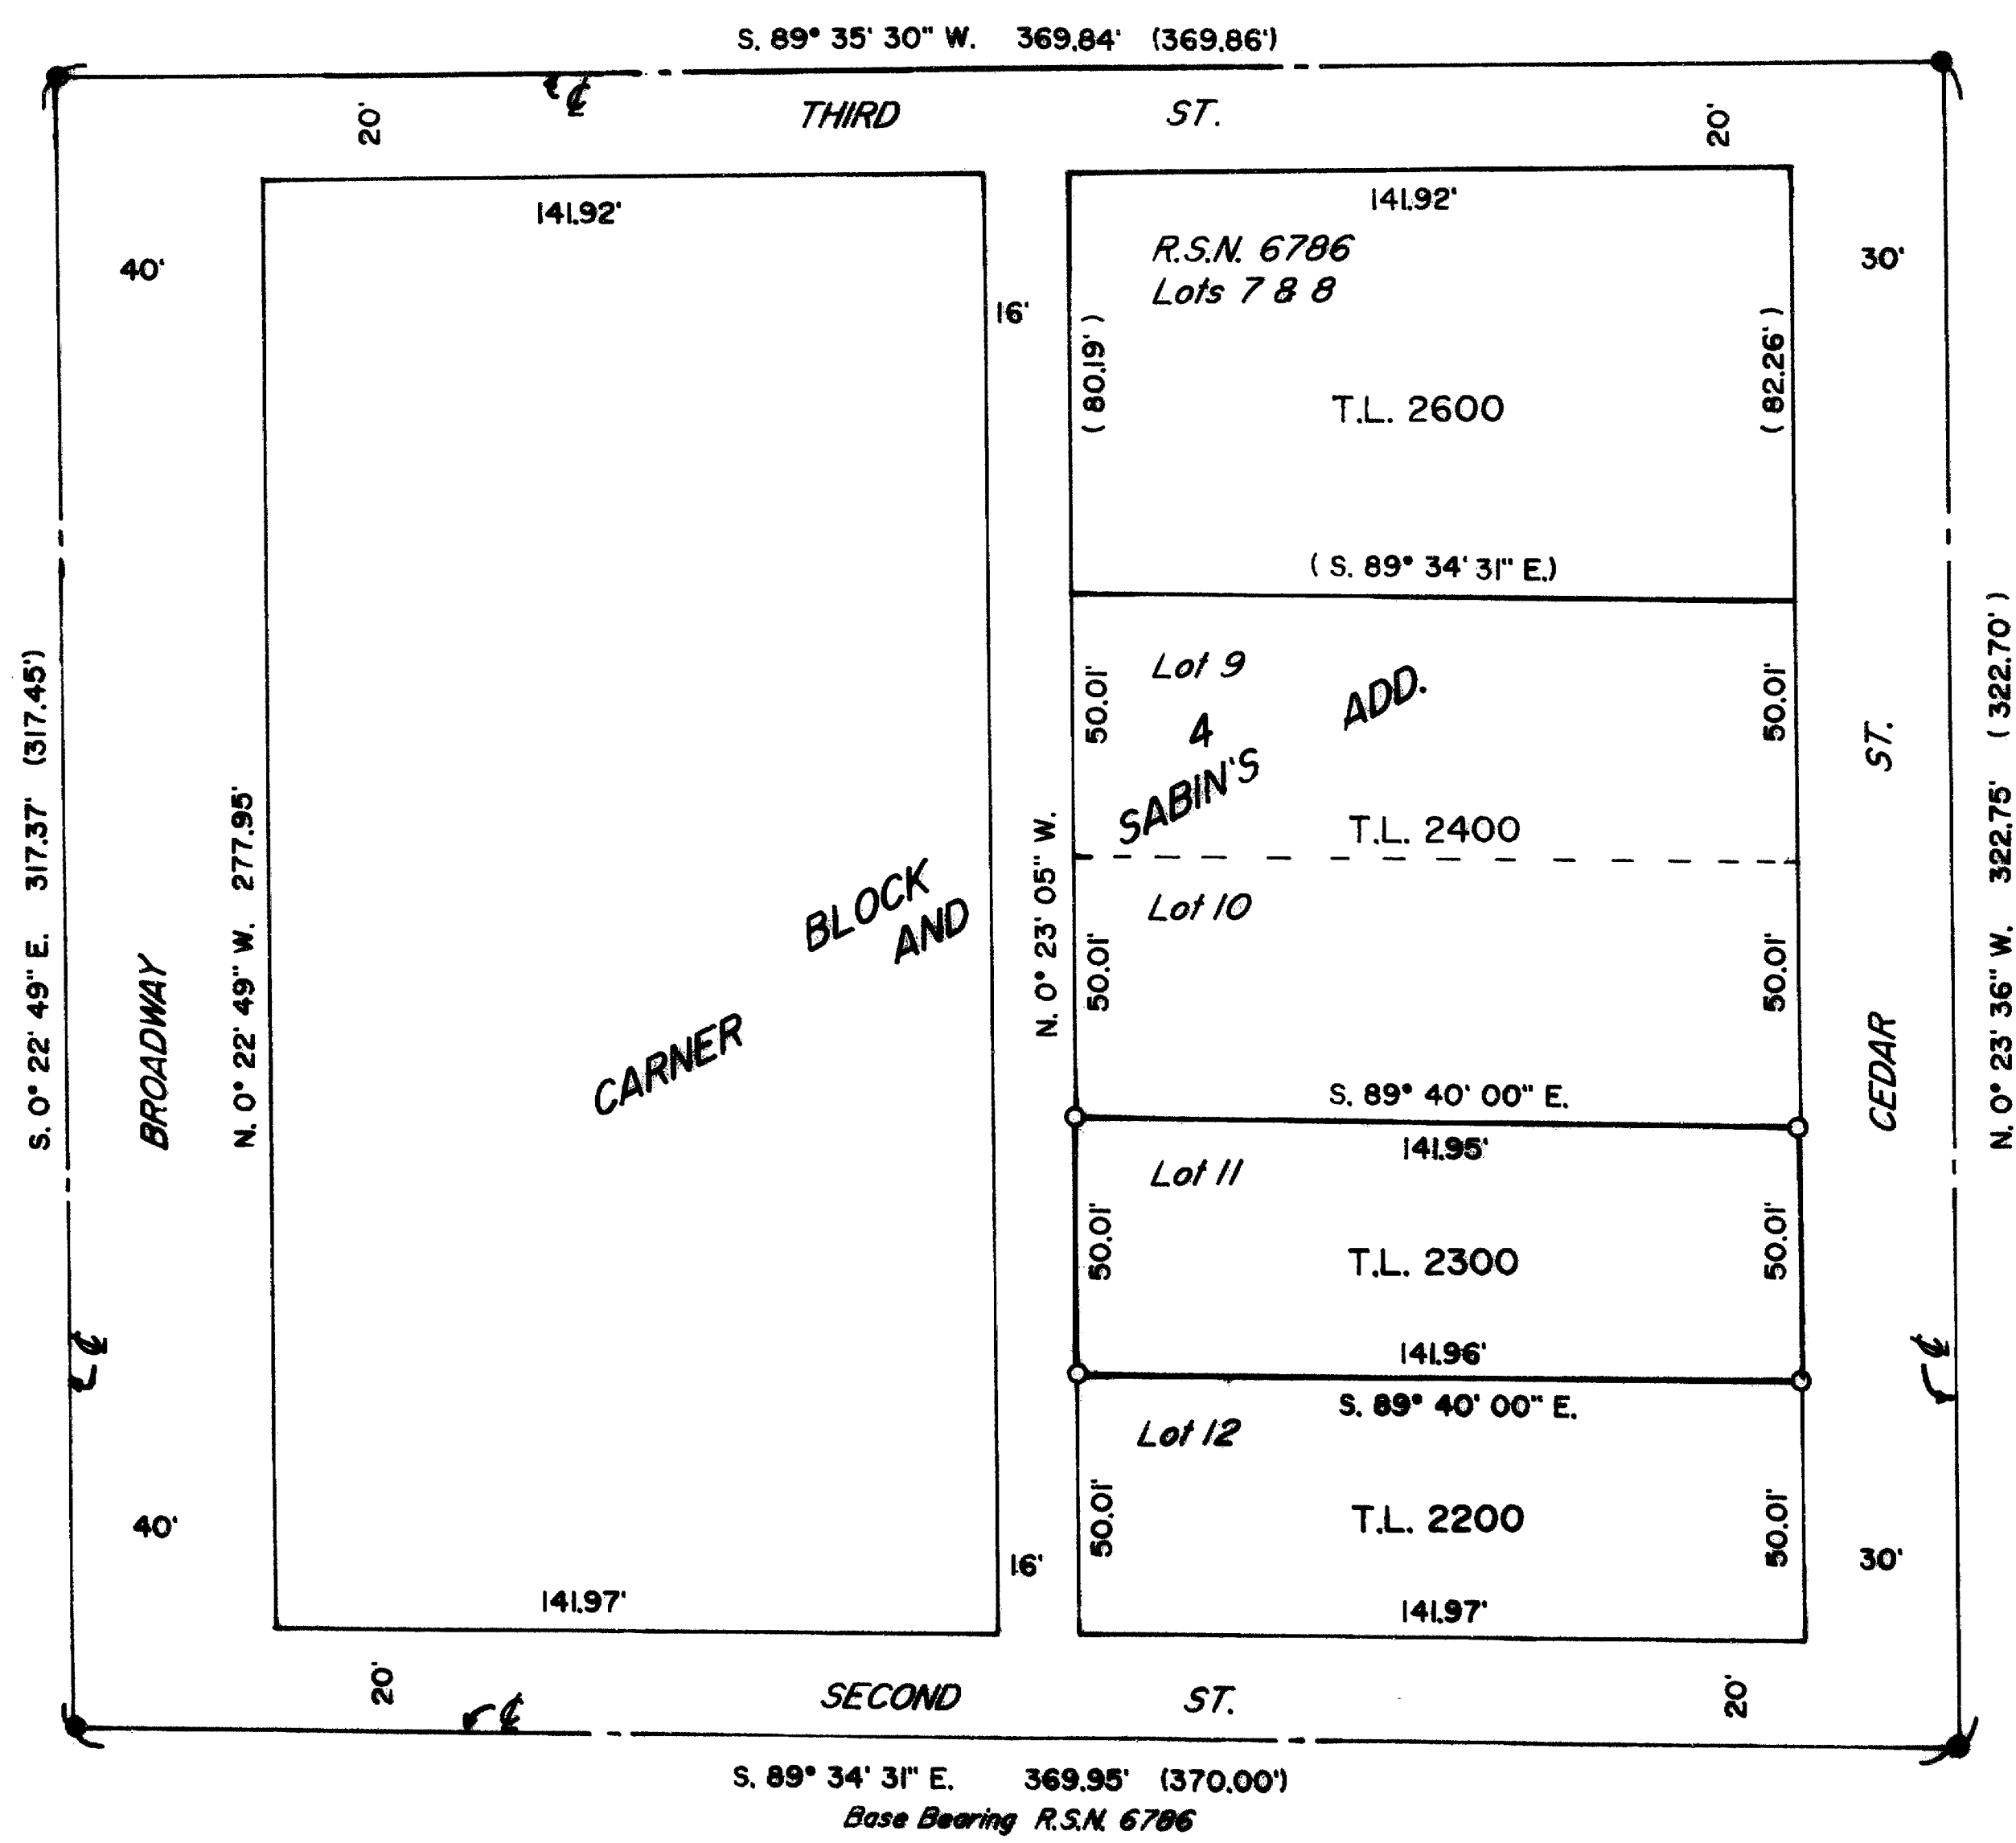 S. 89° 35' 30" W. 369.84' (369.86')
℄
THIRD ST.
20'
20'
141.92'
141.92'
40'
30'
16'
R.S.N. 6786
Lots 7 & 8
( 80.19' )
( 82.26' )
T.L. 2600
( S. 89° 34' 31" E.)
S. 0° 22' 49" E. 317.37' (317.45')
BROADWAY
N. 0° 22' 49" W. 277.95'
CARNER
BLOCK
AND
N. 0° 23' 05" W.
Lot 9
4
SABIN'S
ADD.
50.01'
50.01'
T.L. 2400
Lot 10
50.01'
50.01'
S. 89° 40' 00" E.
141.95'
Lot 11
50.01'
50.01'
T.L. 2300
141.96'
S. 89° 40' 00" E.
Lot 12
50.01'
50.01'
T.L. 2200
141.97'
CEDAR ST.
N. 0° 23' 36" W. 322.75' ( 322.70' )
℄
℄
40'
141.97'
16'
30'
20'
20'
℄
SECOND ST.
S. 89° 34' 31" E. 369.95' (370.00')
Base Bearing R.S.N. 6786